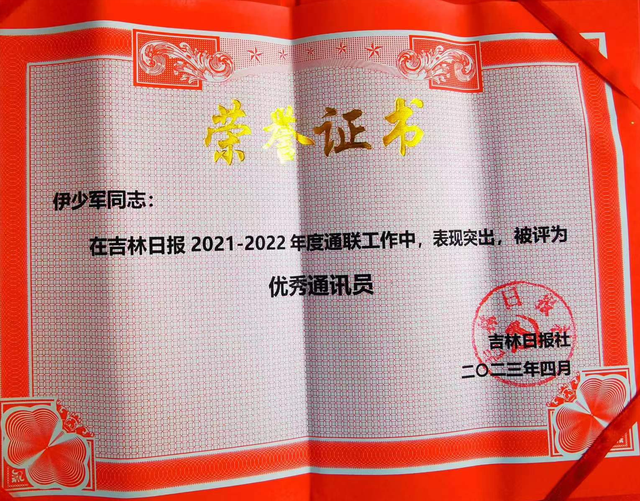 荣誉证书
伊少军同志：
在吉林日报 2021-2022 年度通联工作中，表现突出，被评为
优秀通讯员
吉林日报社
二〇二三年四月